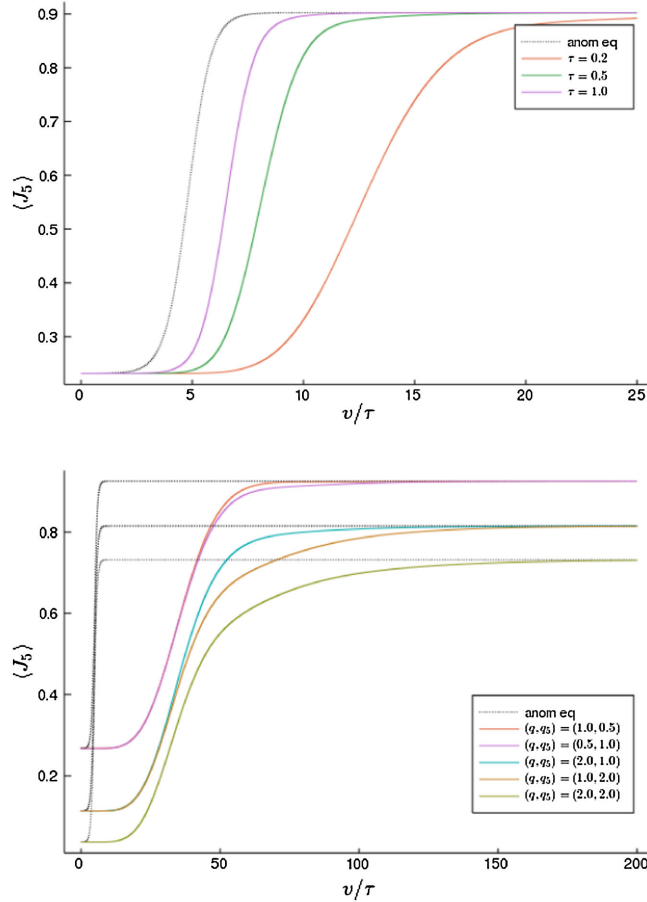 0.9
0.8
0.7
0.6
0.5
0.4
0.3
⟨J₅⟩
anom eq
τ = 0.2
τ = 0.5
τ = 1.0
0 5 10 15 20 25
v/τ
0.8
0.6
0.4
0.2
⟨J₅⟩
anom eq
(q, q₅) = (1.0, 0.5)
(q, q₅) = (0.5, 1.0)
(q, q₅) = (2.0, 1.0)
(q, q₅) = (1.0, 2.0)
(q, q₅) = (2.0, 2.0)
0 50 100 150 200
v/τ